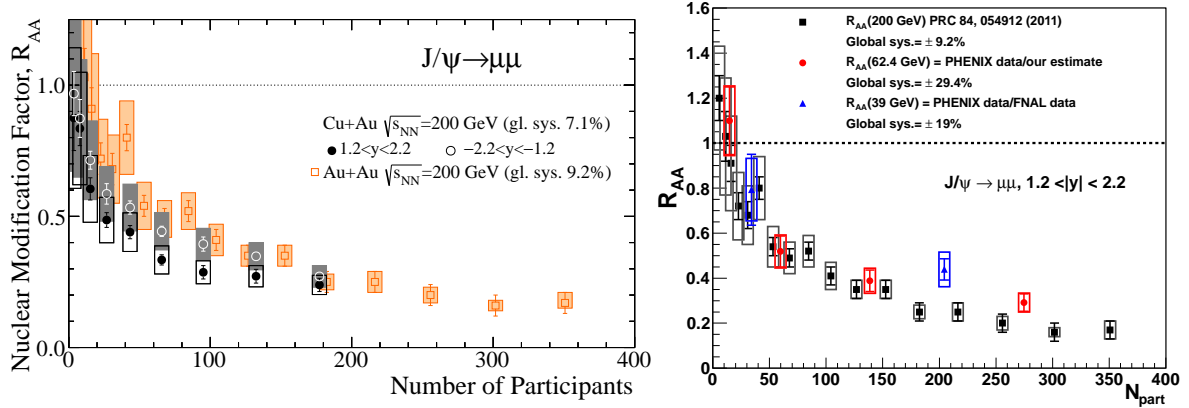 Nuclear Modification Factor, R_AA
1.0
0.5
0.0
J/ψ→μμ
Cu+Au √s_NN=200 GeV (gl. sys. 7.1%)
1.2<y<2.2
−2.2<y<−1.2
Au+Au √s_NN=200 GeV (gl. sys. 9.2%)
0 100 200 300 400
Number of Participants
R_AA
1.6
1.4
1.2
1
0.8
0.6
0.4
0.2
0
R_AA(200 GeV) PRC 84, 054912 (2011)
Global sys.= ± 9.2%
R_AA(62.4 GeV) = PHENIX data/our estimate
Global sys.= ± 29.4%
R_AA(39 GeV) = PHENIX data/FNAL data
Global sys.= ± 19%
J/ψ → μμ, 1.2 <|y| < 2.2
0 50 100 150 200 250 300 350 400
N_part